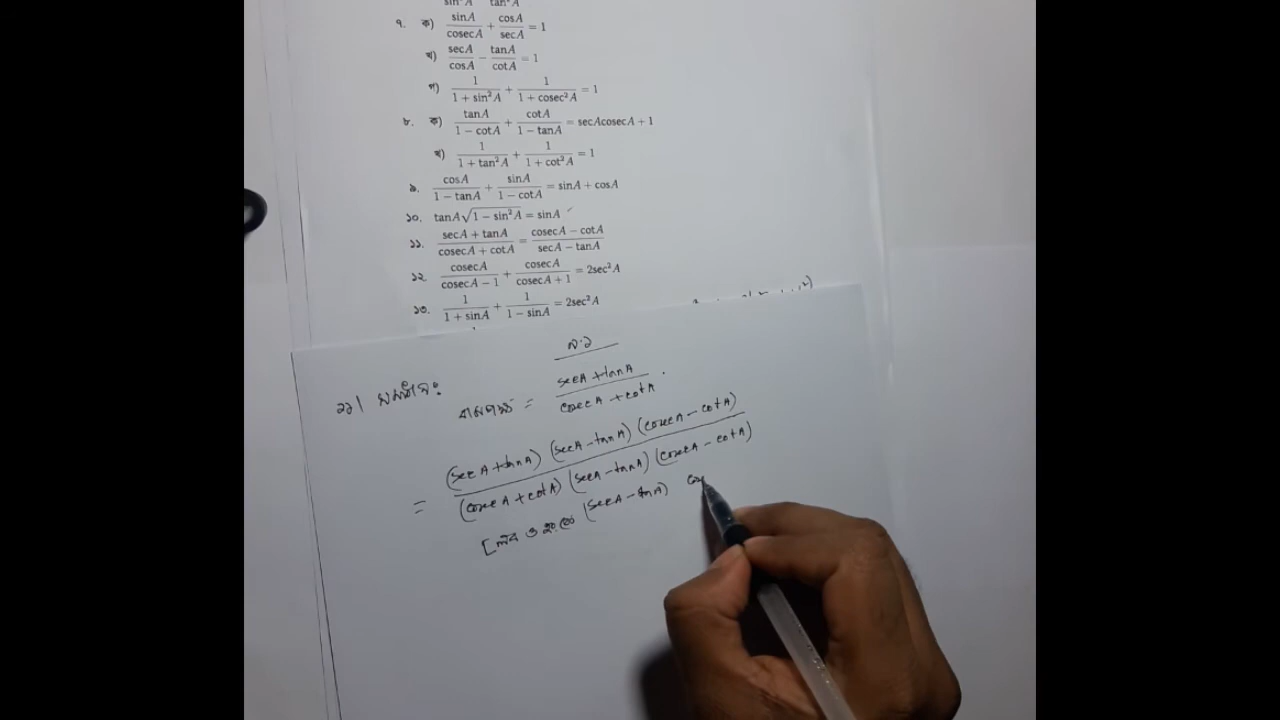 ৭. ক) sinA/cosecA + cosA/secA = 1
খ) secA/cosA − tanA/cotA = 1
গ) 1/(1 + sin²A) + 1/(1 + cosec²A) = 1
৮. ক) tanA/(1 − cotA) + cotA/(1 − tanA) = secAcosecA + 1
খ) 1/(1 + tan²A) + 1/(1 + cot²A) = 1
৯. cosA/(1 − tanA) + sinA/(1 − cotA) = sinA + cosA
১০. tanA√(1 − sin²A) = sinA
১১. (secA + tanA)/(cosecA + cotA) = (cosecA − cotA)/(secA − tanA)
১২. cosecA/(cosecA − 1) + cosecA/(cosecA + 1) = 2sec²A
১৩. 1/(1 + sinA) + 1/(1 − sinA) = 2sec²A
৯.১
১১। সমাধান:
বামপক্ষ = (secA + tanA)/(cosecA + cotA)
= (secA + tanA) (secA − tanA) (cosecA − cotA)/(cosecA + cotA) (secA − tanA) (cosecA − cotA)
[লব ও হরকে (secA − tanA) cos